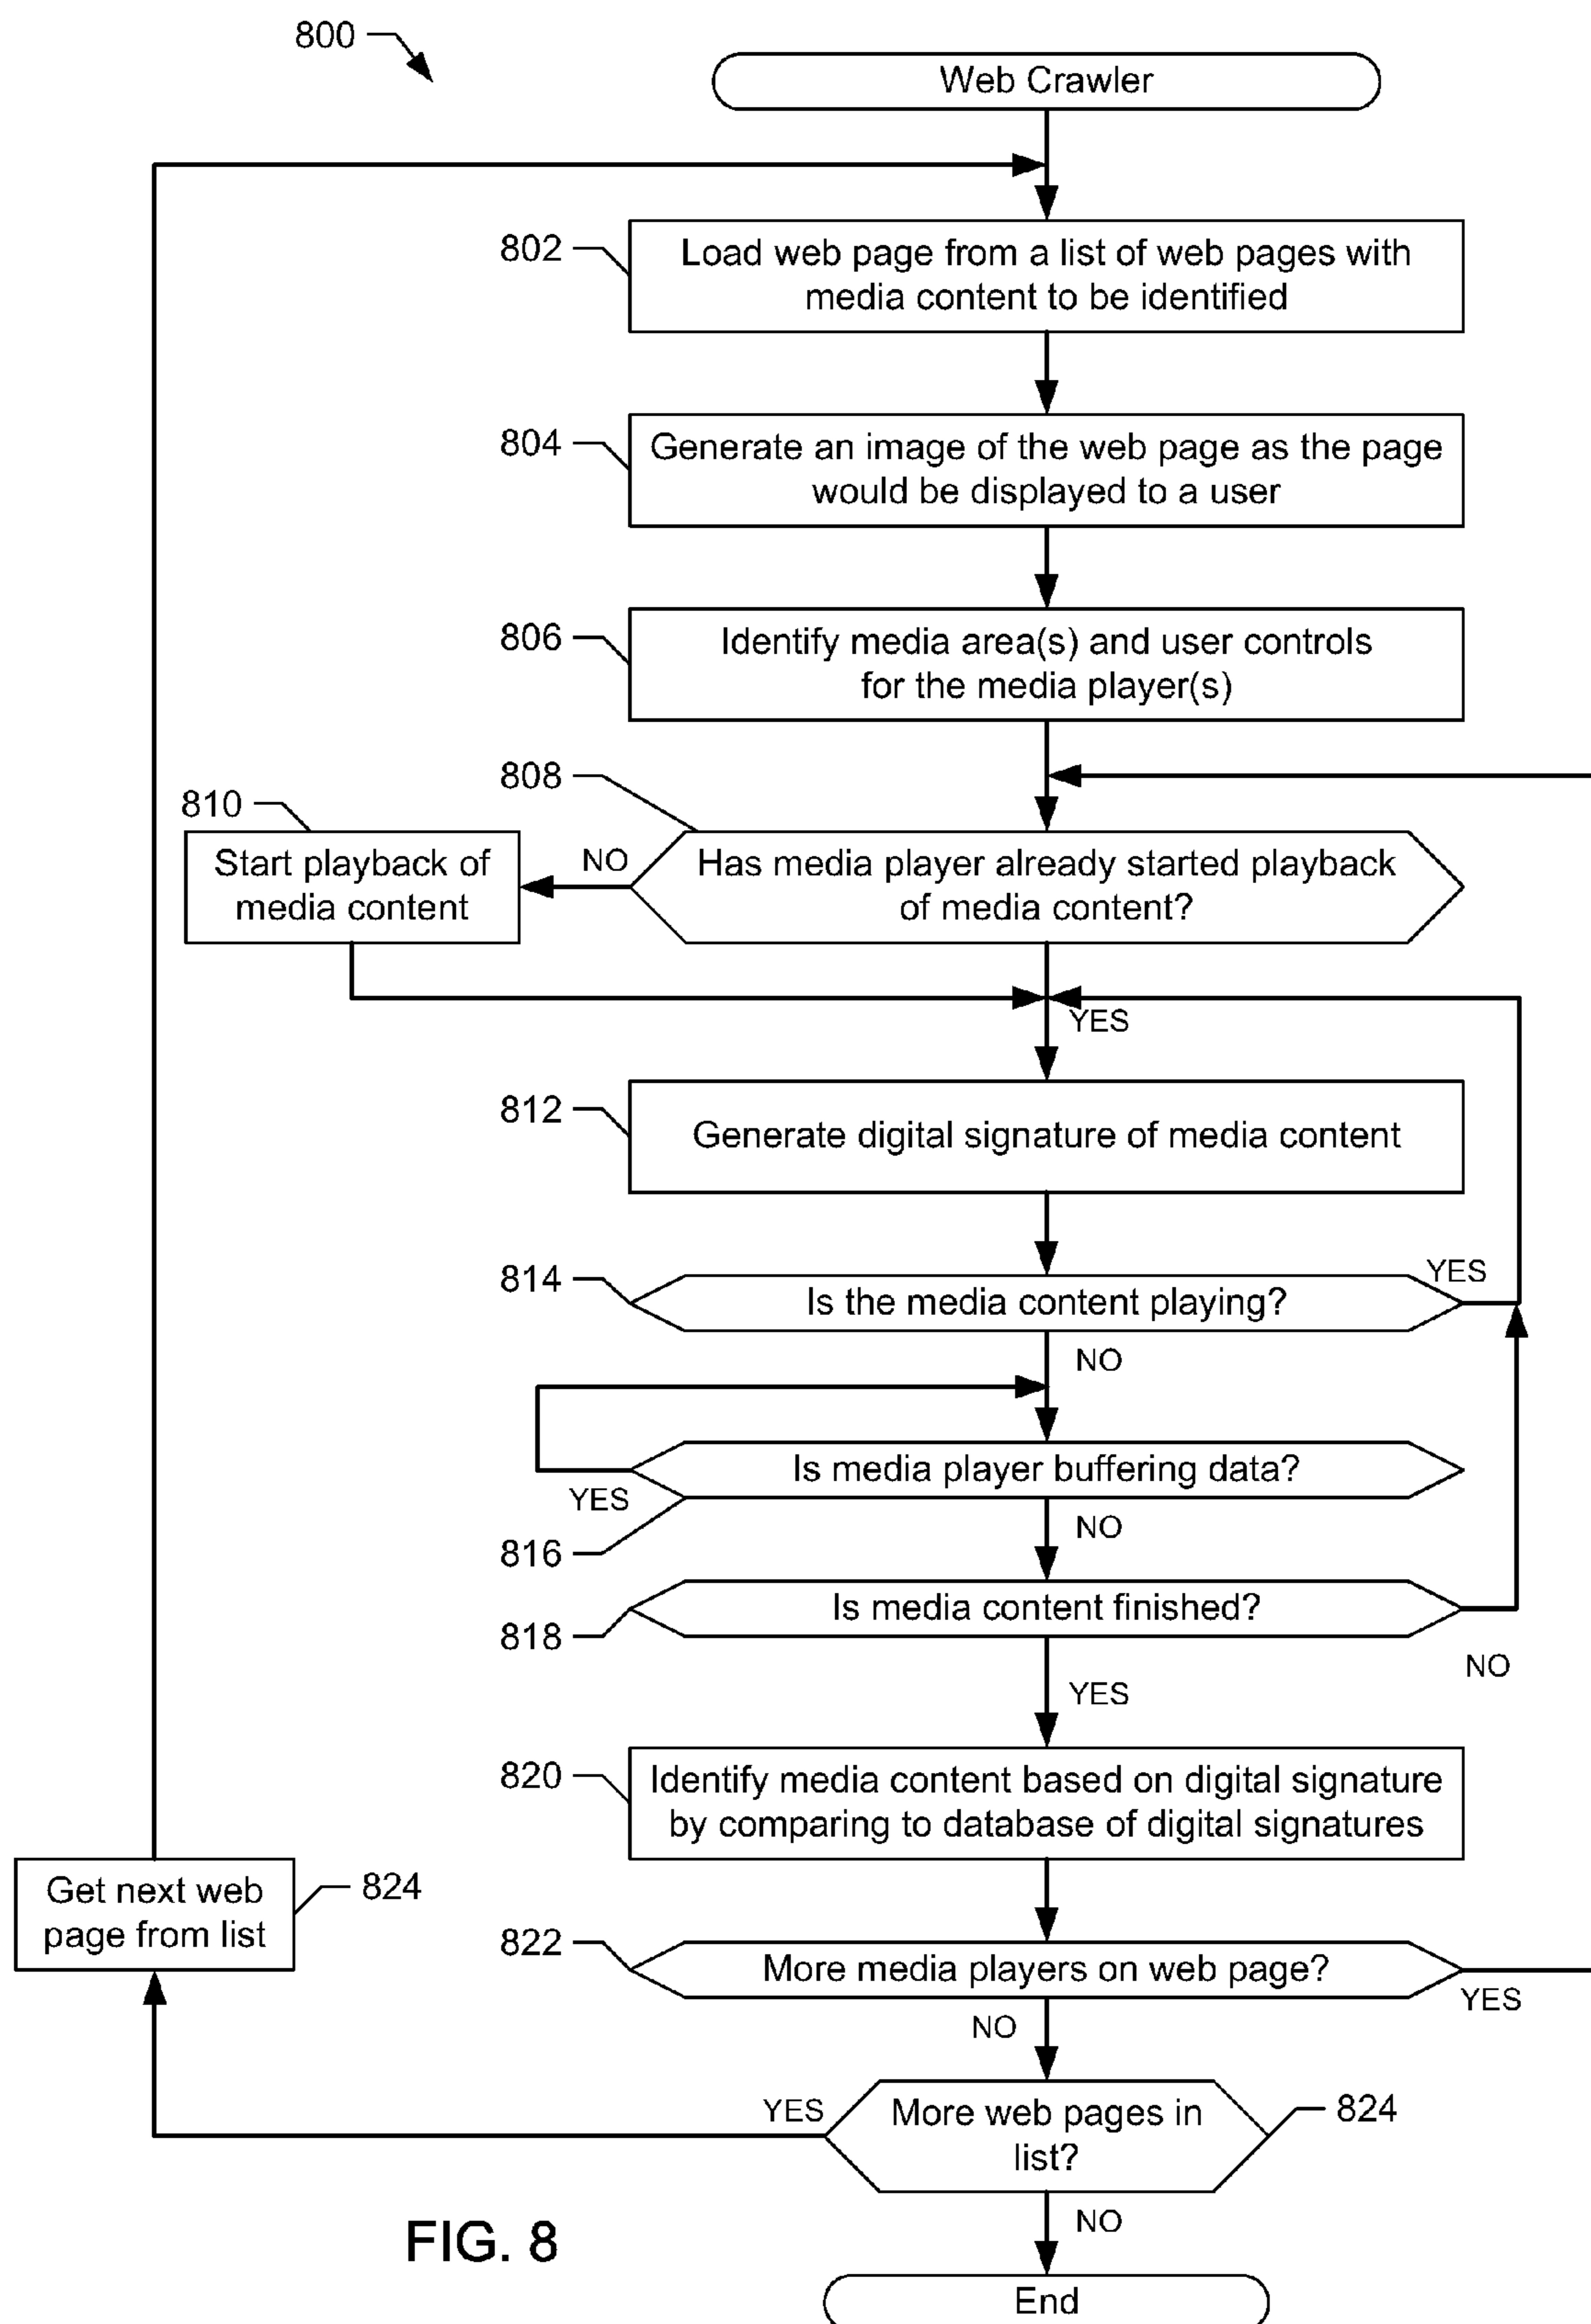 800
Web Crawler
802
Load web page from a list of web pages with
media content to be identified
804
Generate an image of the web page as the page
would be displayed to a user
806
Identify media area(s) and user controls
for the media player(s)
808
810
Start playback of
media content
NO
Has media player already started playback
of media content?
YES
812
Generate digital signature of media content
814
Is the media content playing?
YES
NO
Is media player buffering data?
YES
816
NO
Is media content finished?
818
NO
YES
820
Identify media content based on digital signature
by comparing to database of digital signatures
Get next web
page from list
824
822
More media players on web page?
YES
NO
YES
More web pages in
list?
824
NO
FIG. 8
End